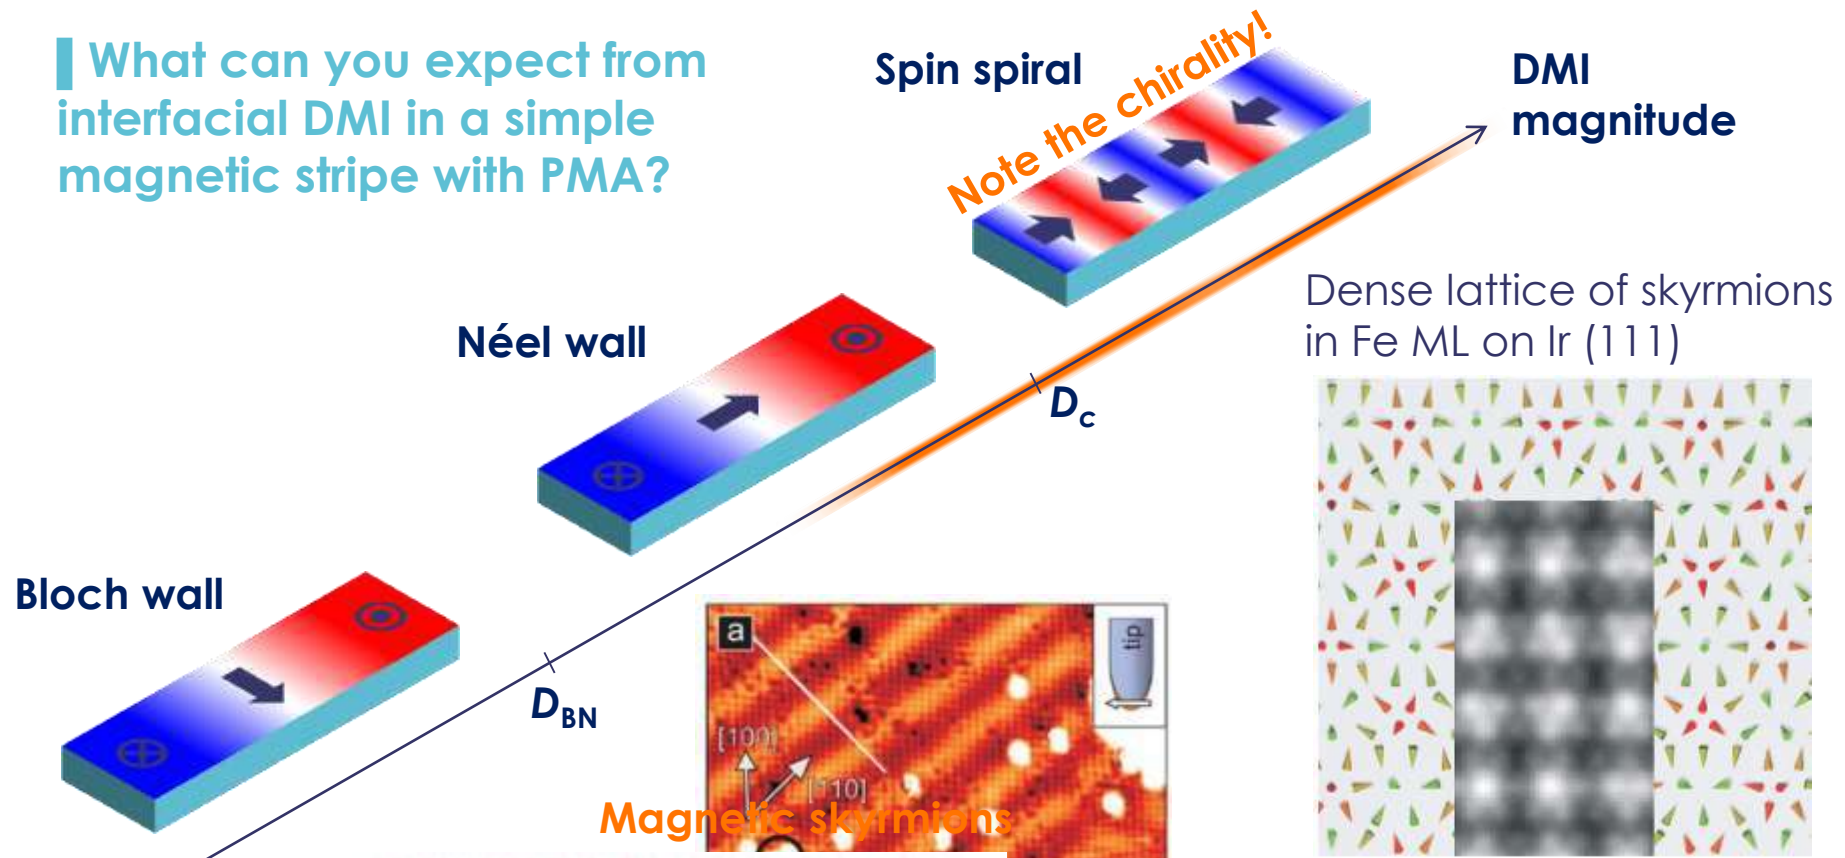 What can you expect from
interfacial DMI in a simple
magnetic stripe with PMA?
Spin spiral
Note the chirality!
DMI
magnitude
Néel wall
Dense lattice of skyrmions
in Fe ML on Ir (111)
Dc
Bloch wall
DBN
a
tip
[100]
[110]
Magnetic skyrmions